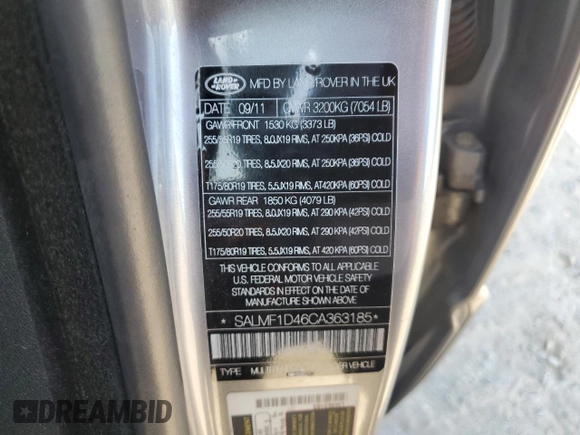 LAND ROVER
MFD BY LAND ROVER IN THE UK
DATE 09/11 GVWR 3200KG (7054 LB)
GAWR FRONT 1530 KG (3373 LB)
255/55R19 TIRES, 8.0JX19 RIMS, AT 250KPA (36PSI) COLD
255/50R20 TIRES, 8.5JX20 RIMS, AT 250KPA (36PSI) COLD
T175/80R19 TIRES, 5.5JX19 RIMS, AT420KPA (60PSI) COLD
GAWR REAR 1850 KG (4079 LB)
255/55R19 TIRES, 8.0JX19 RIMS, AT 290 KPA (42PSI) COLD
255/50R20 TIRES, 8.5JX20 RIMS, AT 290 KPA (42PSI) COLD
T175/80R19 TIRES, 5.5JX19 RIMS, AT 420 KPA (60PSI) COLD
THIS VEHICLE CONFORMS TO ALL APPLICABLE
U.S. FEDERAL MOTOR VEHICLE SAFETY
STANDARDS IN EFFECT ON THE DATE OF
MANUFACTURE SHOWN ABOVE.
* SALMF1D46CA363185 *
TYPE VEHICLE
DREAMBID